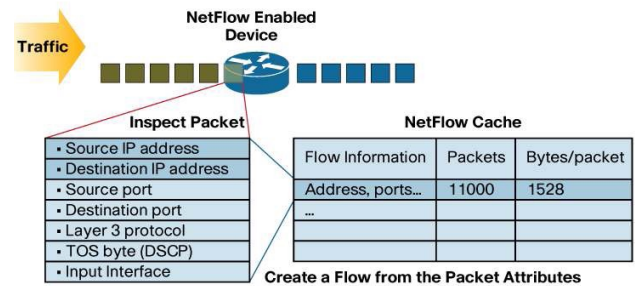 NetFlow Enabled
Device
Traffic
Inspect Packet
▪ Source IP address
▪ Destination IP address
▪ Source port
▪ Destination port
▪ Layer 3 protocol
▪ TOS byte (DSCP)
▪ Input Interface
NetFlow Cache
Flow Information Packets Bytes/packet
Address, ports... 11000 1528
...
Create a Flow from the Packet Attributes